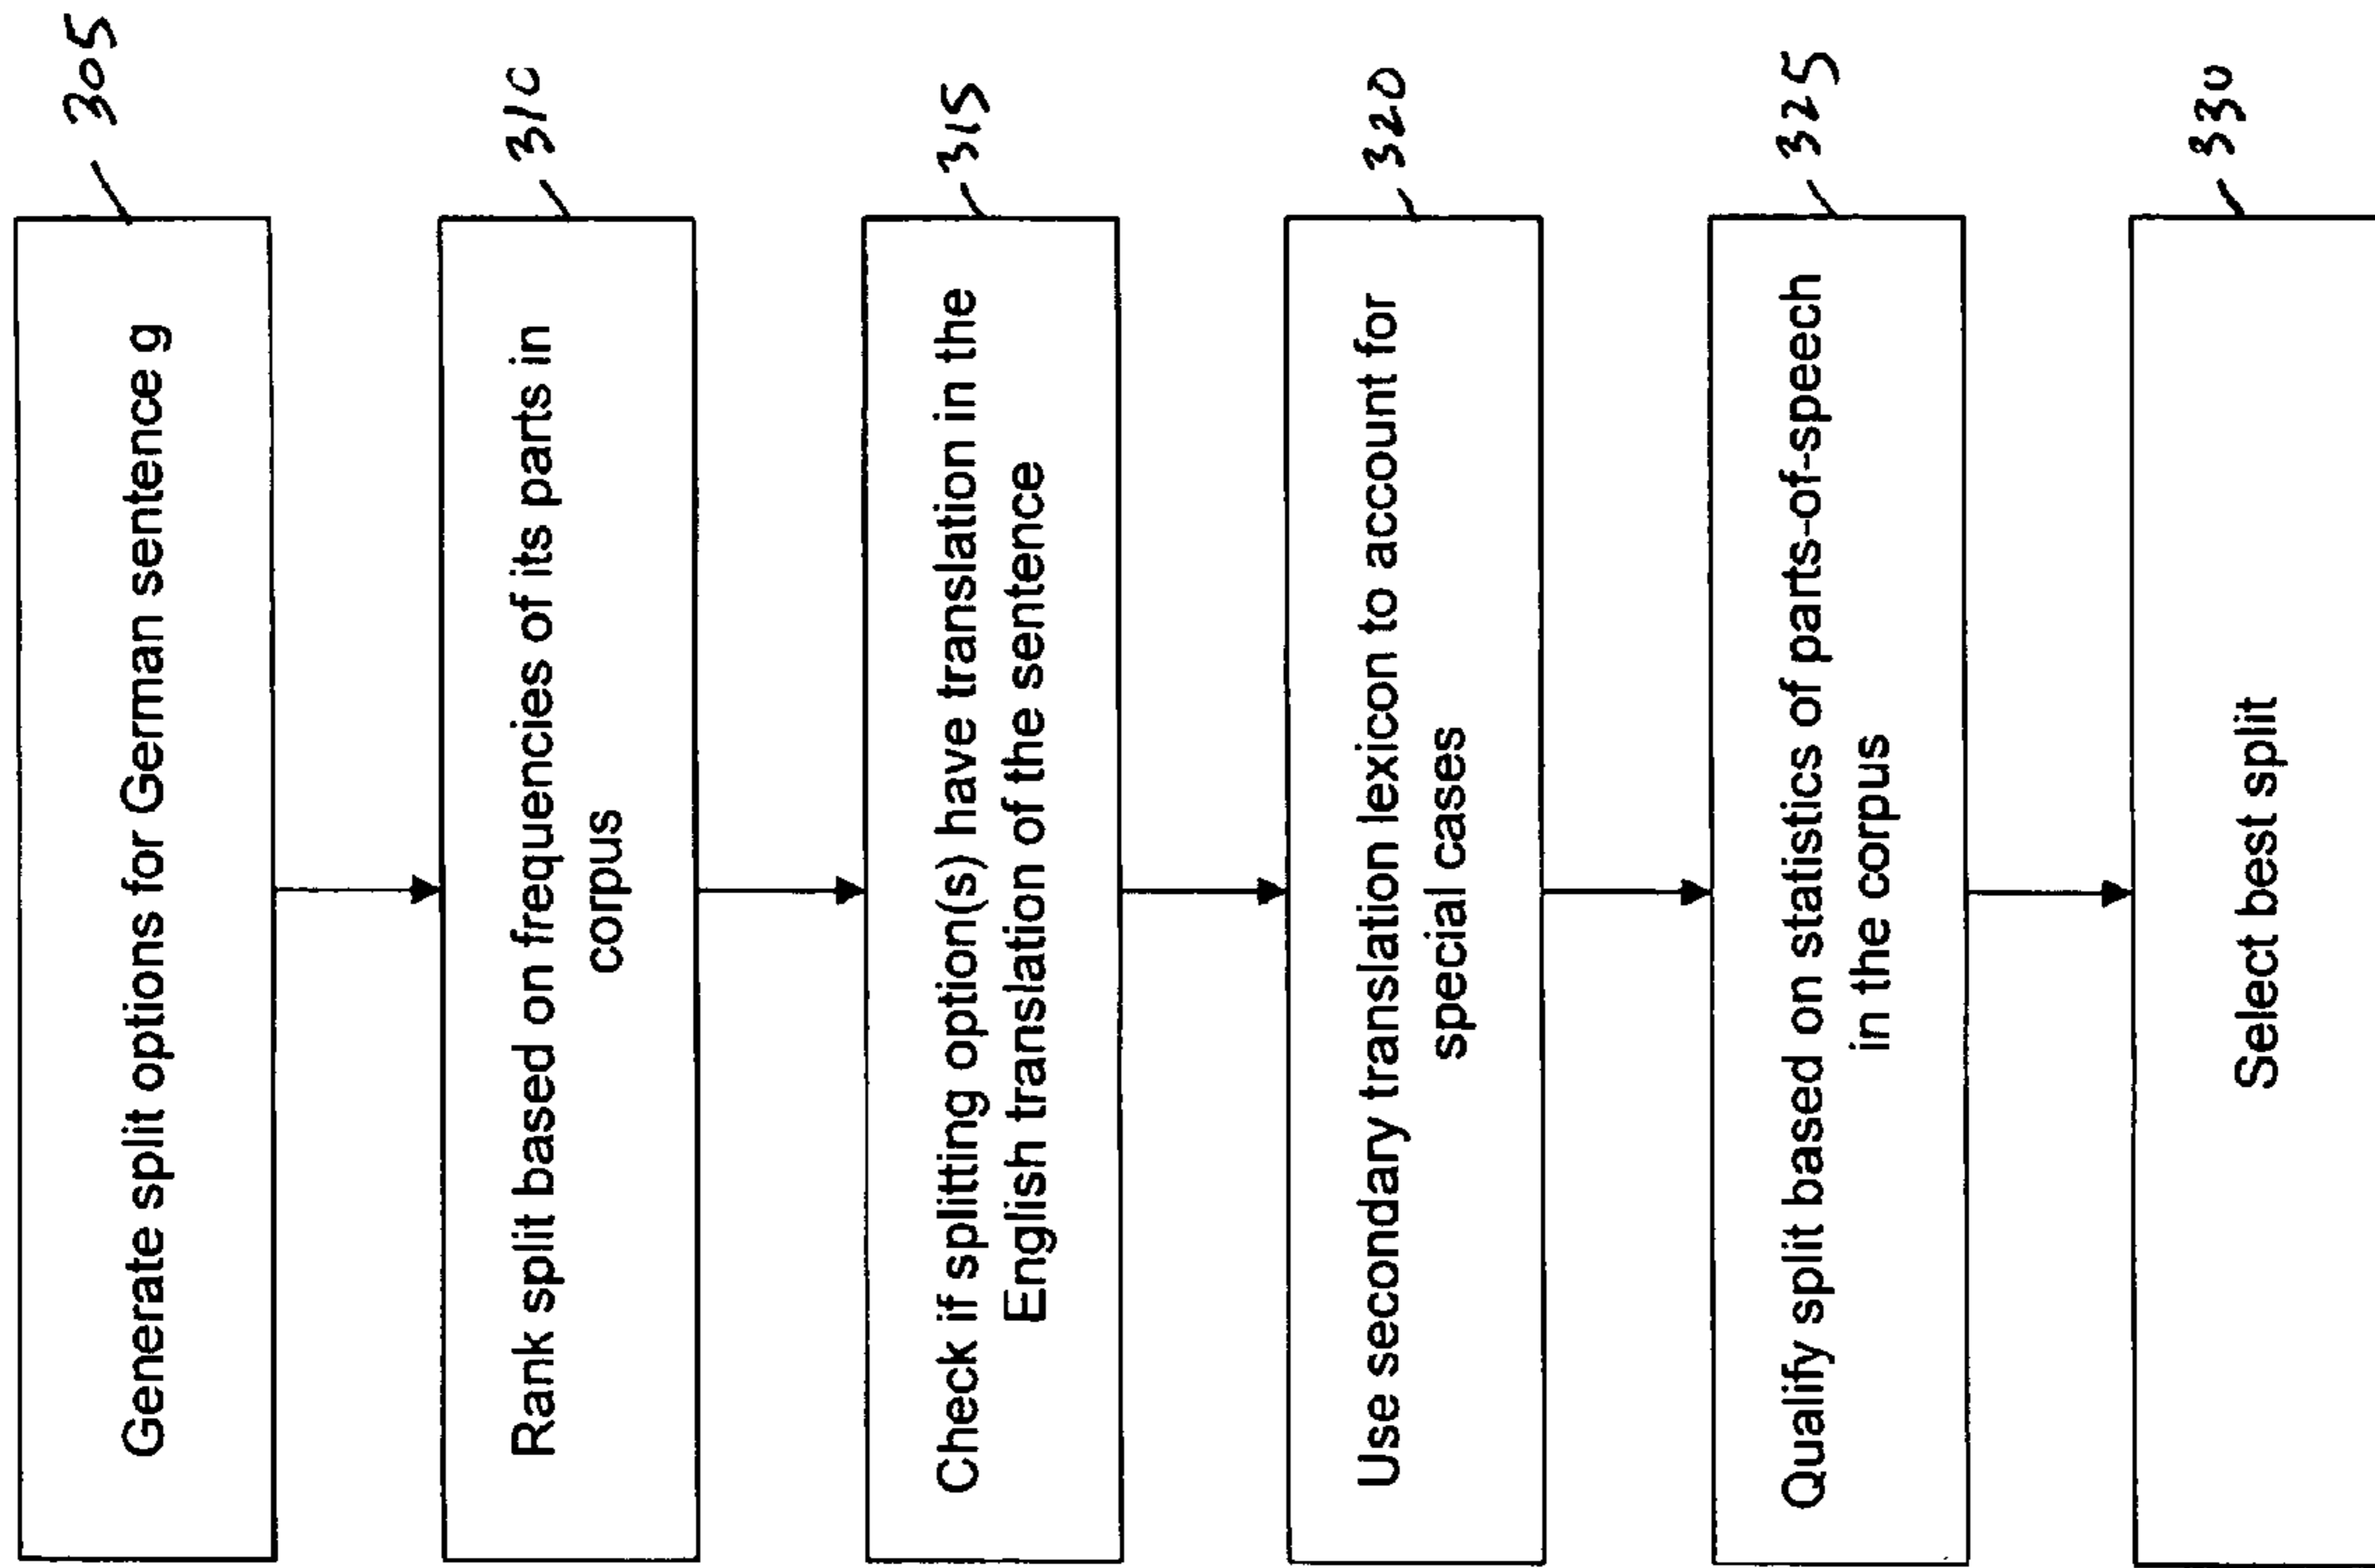 305
Generate split options for German sentence g
310
Rank split based on frequencies of its parts in
corpus
315
Check if splitting option(s) have translation in the
English translation of the sentence
320
Use secondary translation lexicon to account for
special cases
325
Qualify split based on statistics of parts-of-speech
in the corpus
330
Select best split